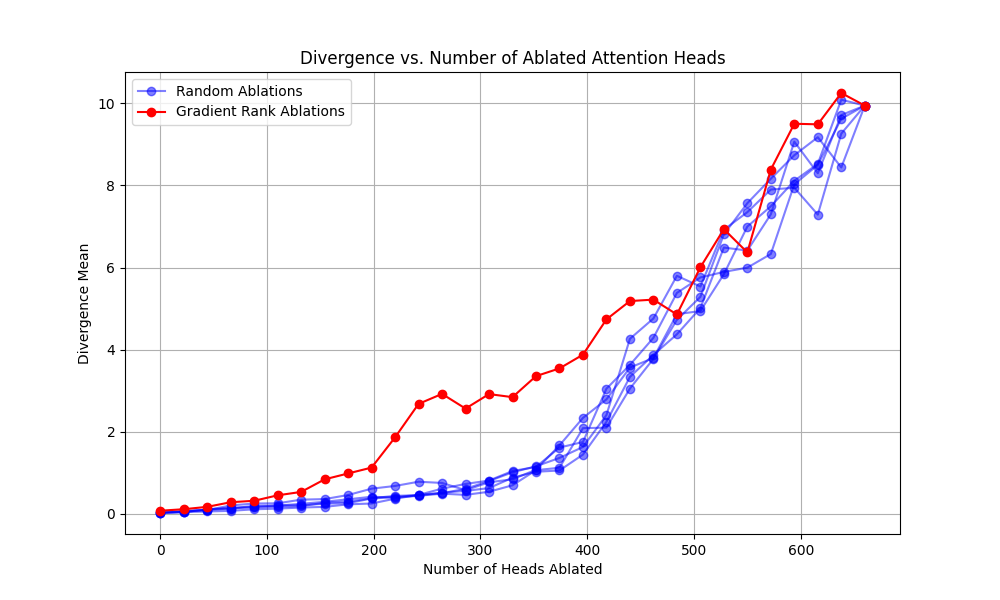 Divergence vs. Number of Ablated Attention Heads
Random Ablations
Gradient Rank Ablations
Divergence Mean
10
8
6
4
2
0
0 100 200 300 400 500 600
Number of Heads Ablated